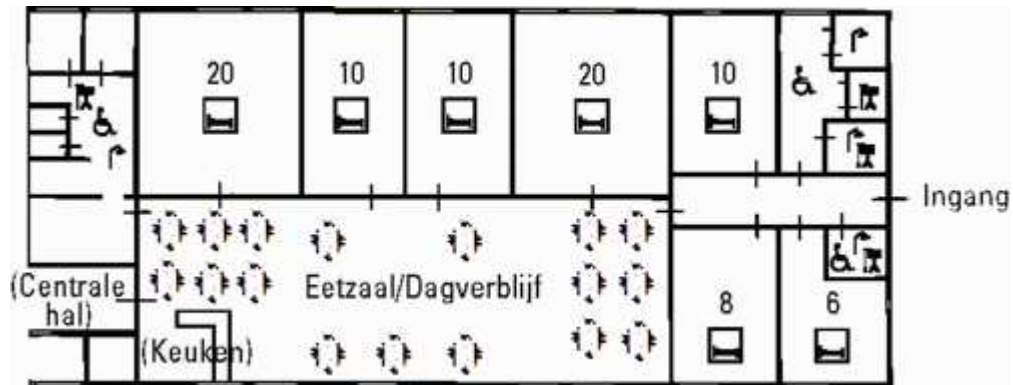 20
10
10
20
10
Ingang
Eetzaal/Dagverblijf
(Centrale
hal)
(Keuken)
8
6